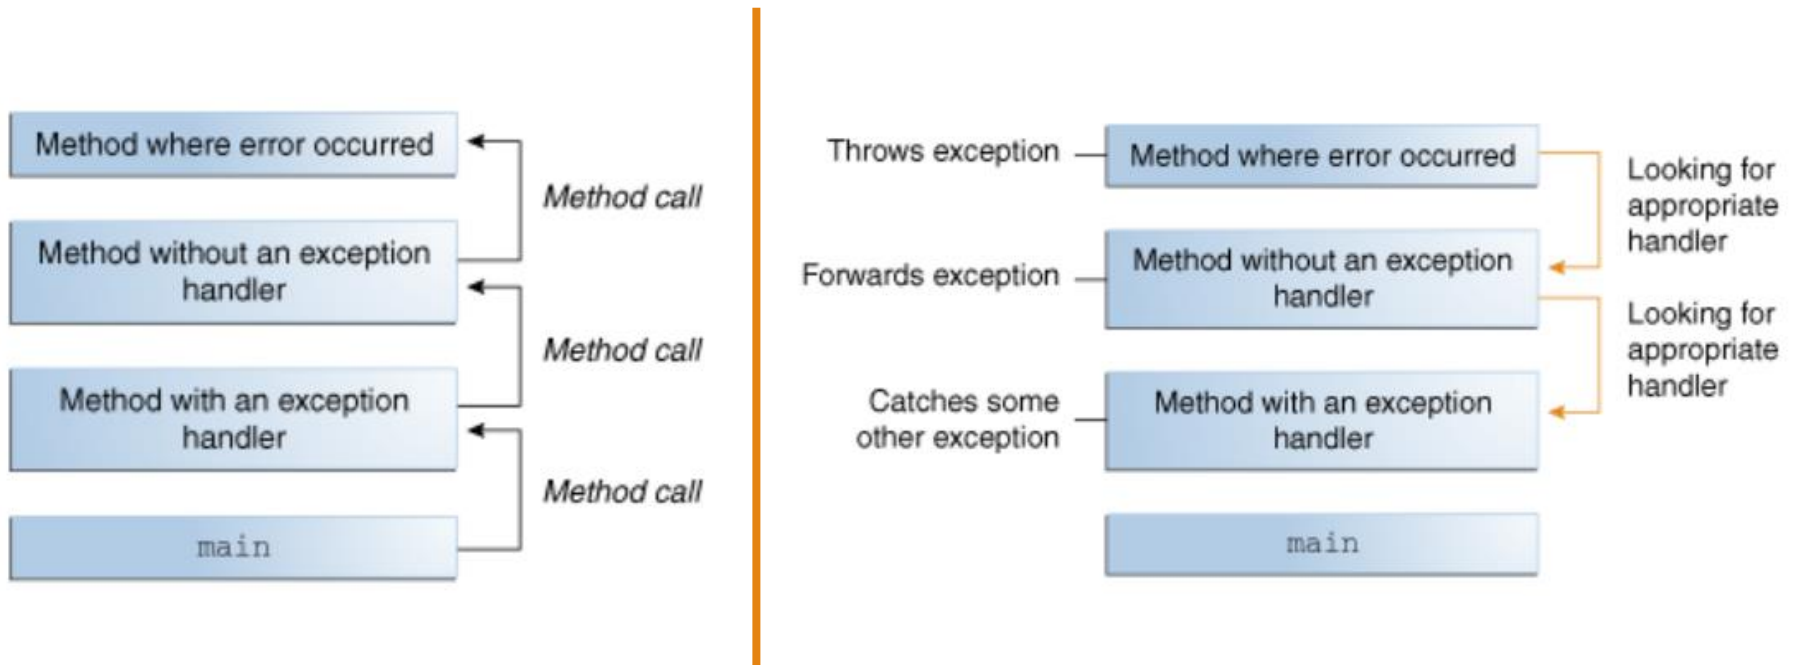 Method where error occurred
Method call
Method without an exception
handler
Method call
Method with an exception
handler
Method call
main
Throws exception
Method where error occurred
Looking for
appropriate
handler
Forwards exception
Method without an exception
handler
Looking for
appropriate
handler
Catches some
other exception
Method with an exception
handler
main